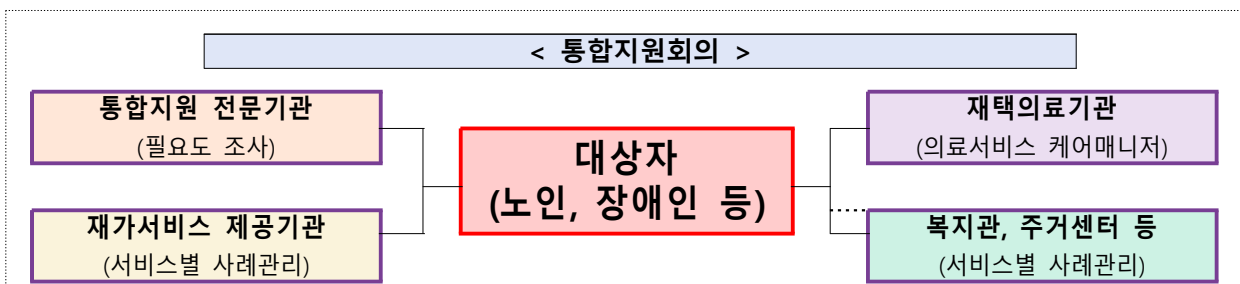 < 통합지원회의 >
통합지원 전문기관
(필요도 조사)
재택의료기관
(의료서비스 케어매니저)
대상자
(노인, 장애인 등)
재가서비스 제공기관
(서비스별 사례관리)
복지관, 주거센터 등
(서비스별 사례관리)